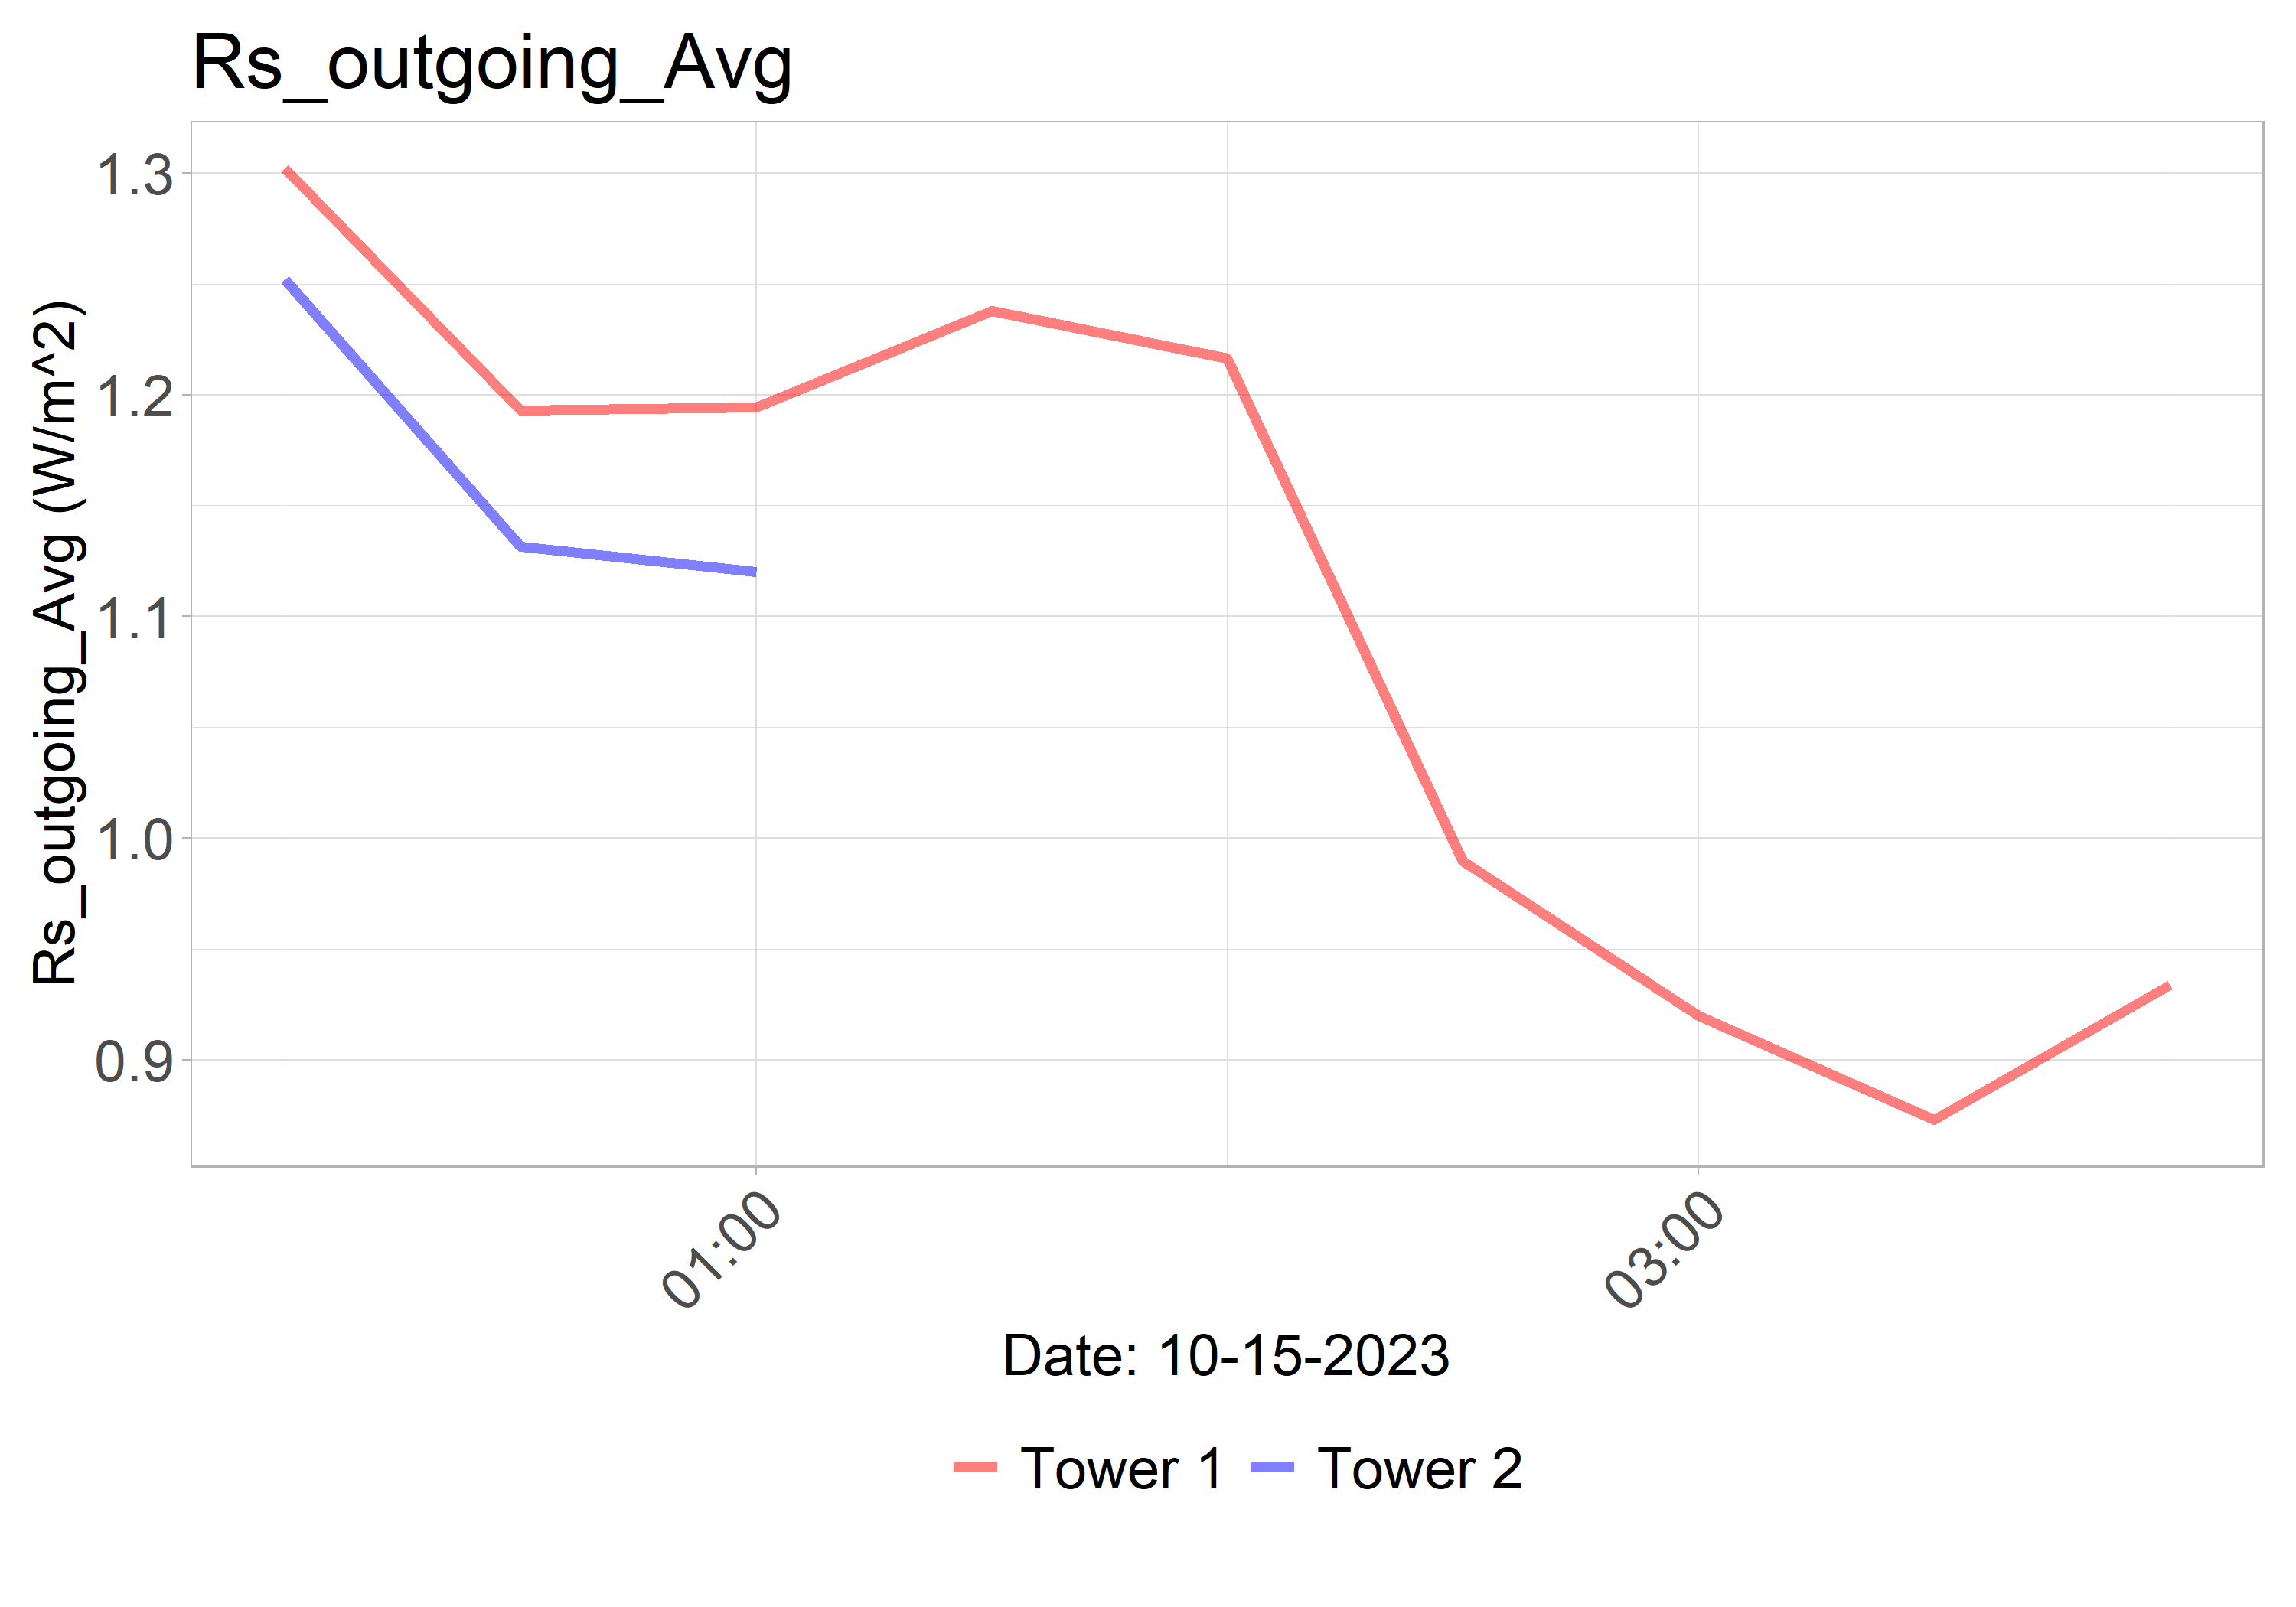 Rs_outgoing_Avg
Rs_outgoing_Avg (W/m^2)
1.3
1.2
1.1
1.0
0.9
01:00
03:00
Date: 10-15-2023
Tower 1
Tower 2